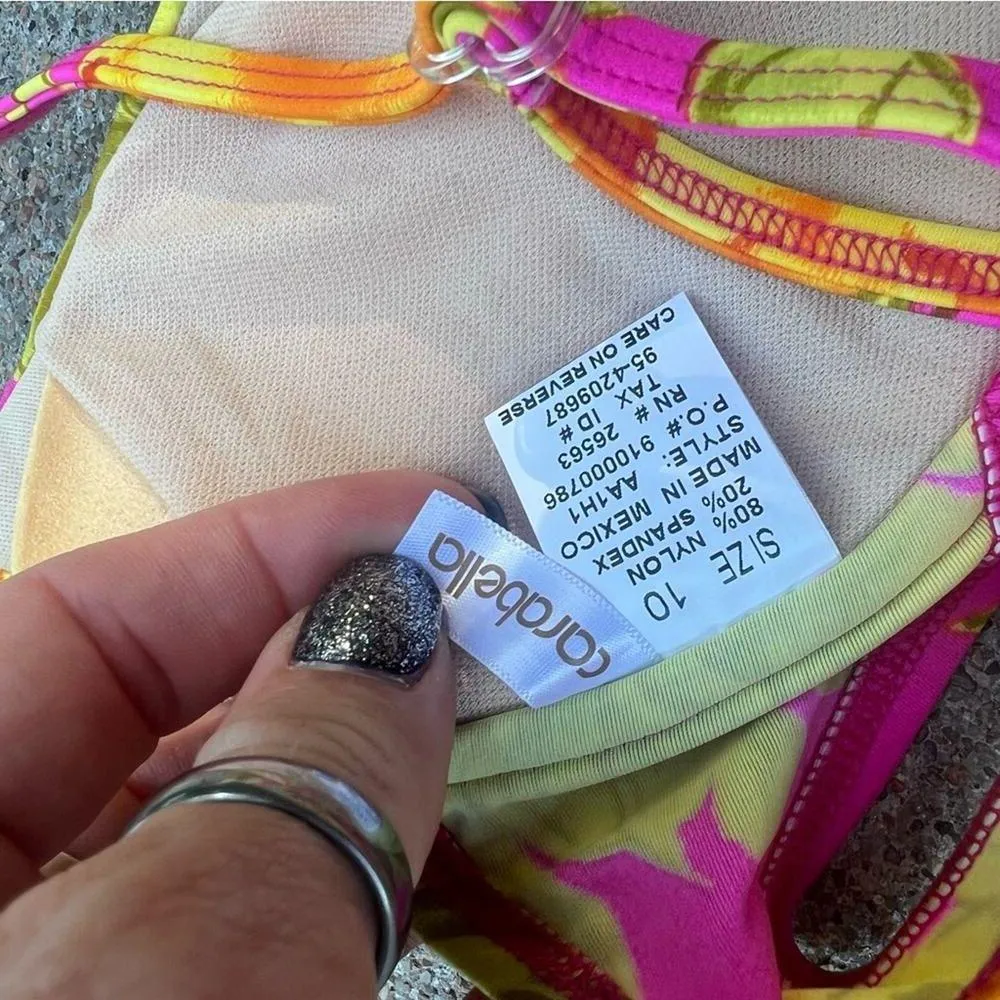 carabella
SIZE 10
80% NYLON
20% SPANDEX
MADE IN MEXICO
STYLE: AA1H1
P.O.# 91000786
RN # 26563
TAX ID #
95-4209687
CARE ON REVERSE